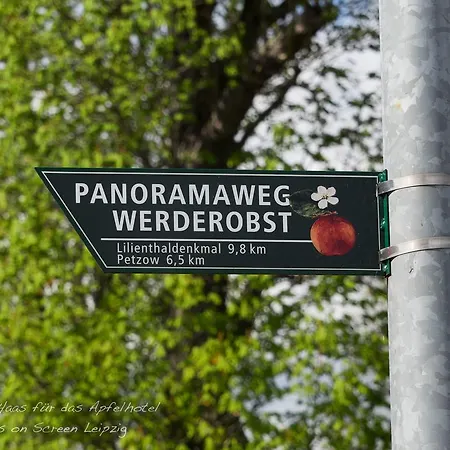 PANORAMAWEG
WERDEROBST
Lilienthaldenkmal 9,8 km
Petzow 6,5 km
Haas für das Apfelhotel
on Screen Leipzig